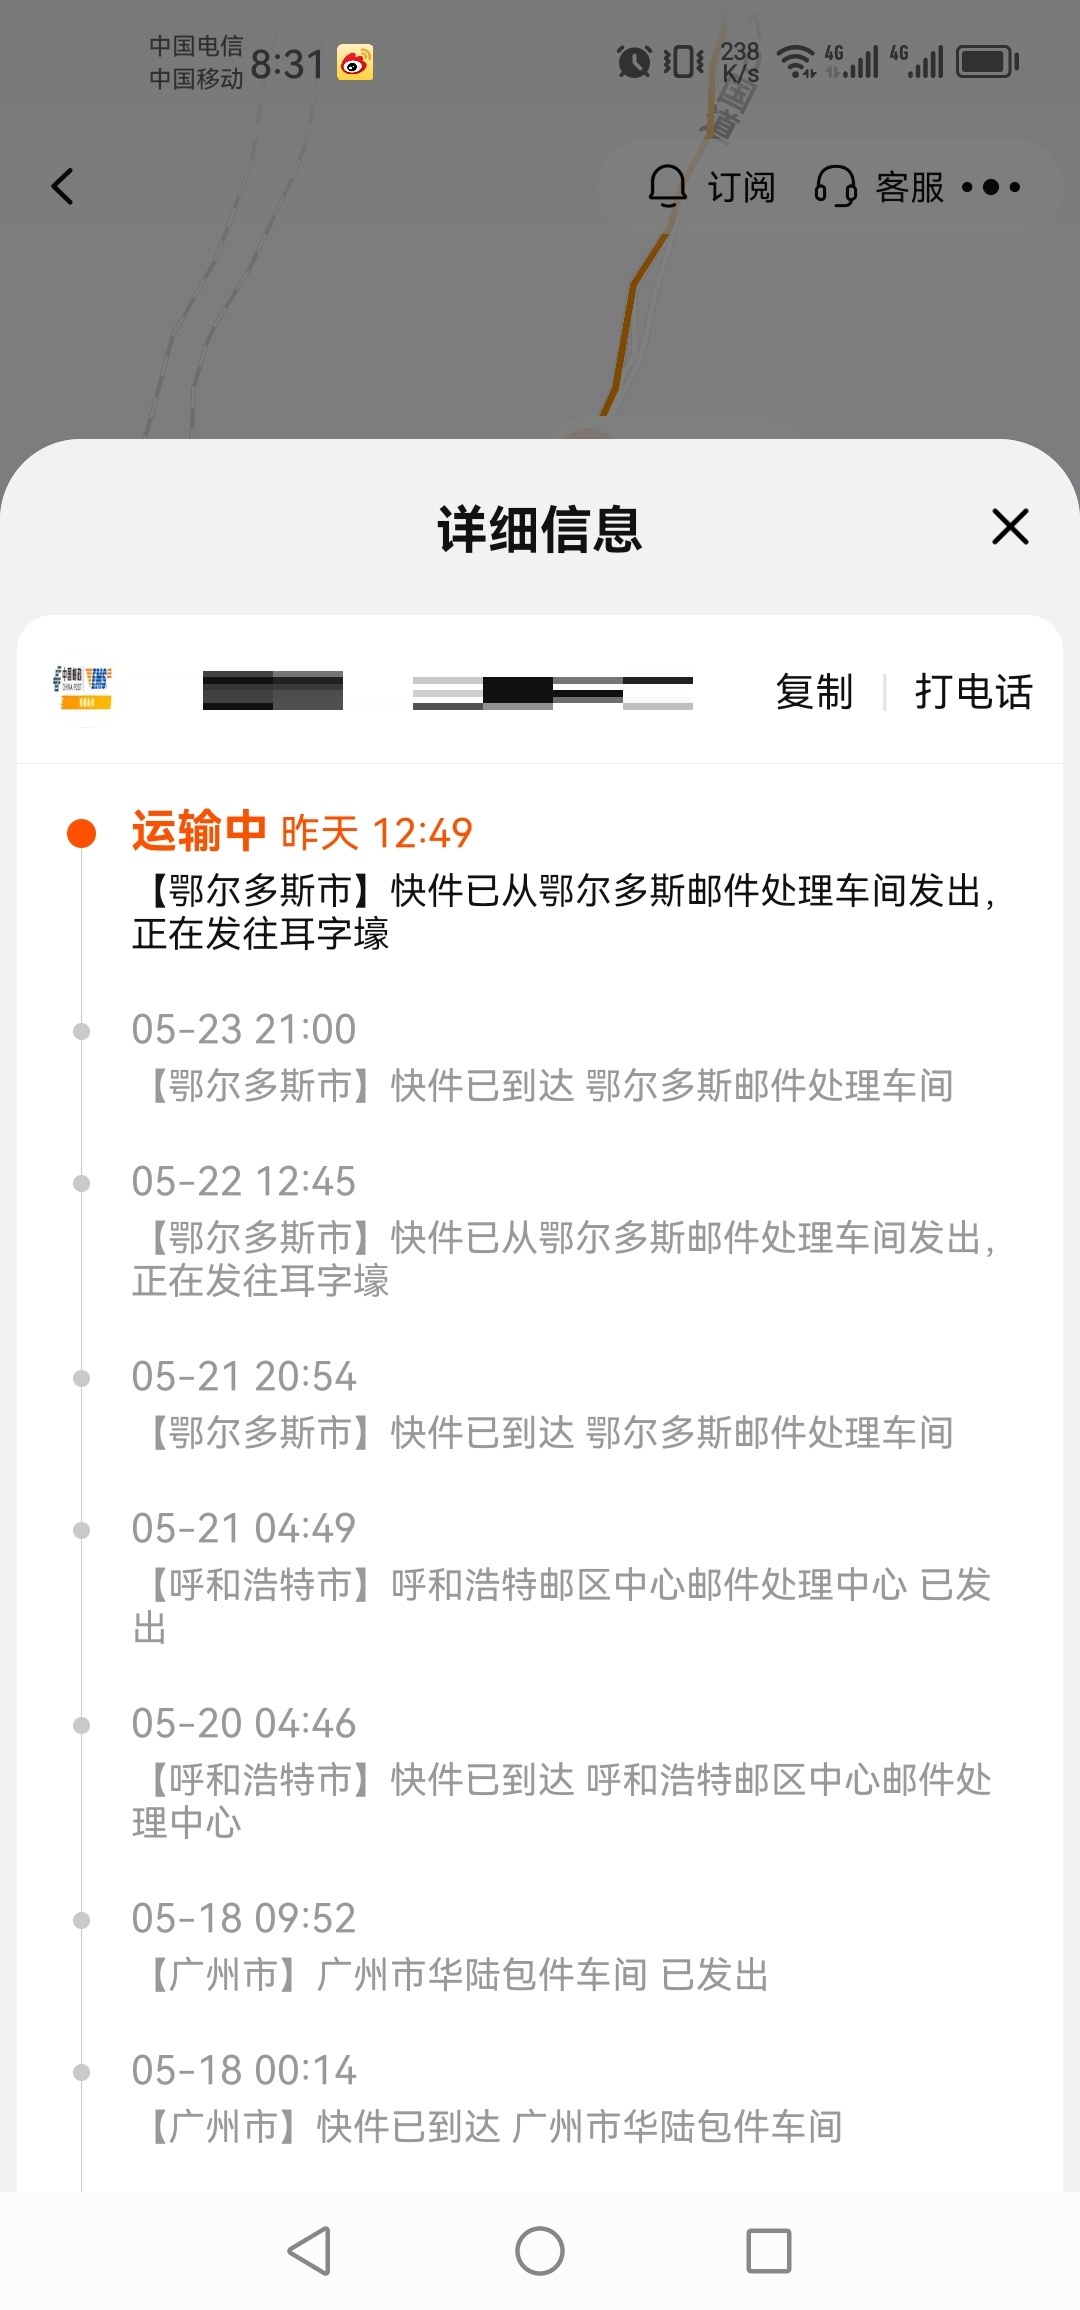 中国电信
中国移动
8:31
238
K/s
4G
4G
国
省
订阅
客服
详细信息
中国邮政
CHINA POST
EMS
复制
打电话
运输中 昨天 12:49
【鄂尔多斯市】快件已从鄂尔多斯邮件处理车间发出,
正在发往耳字壕
05-23 21:00
【鄂尔多斯市】快件已到达 鄂尔多斯邮件处理车间
05-22 12:45
【鄂尔多斯市】快件已从鄂尔多斯邮件处理车间发出,
正在发往耳字壕
05-21 20:54
【鄂尔多斯市】快件已到达 鄂尔多斯邮件处理车间
05-21 04:49
【呼和浩特市】呼和浩特邮区中心邮件处理中心 已发
出
05-20 04:46
【呼和浩特市】快件已到达 呼和浩特邮区中心邮件处
理中心
05-18 09:52
【广州市】广州市华陆包件车间 已发出
05-18 00:14
【广州市】快件已到达 广州市华陆包件车间